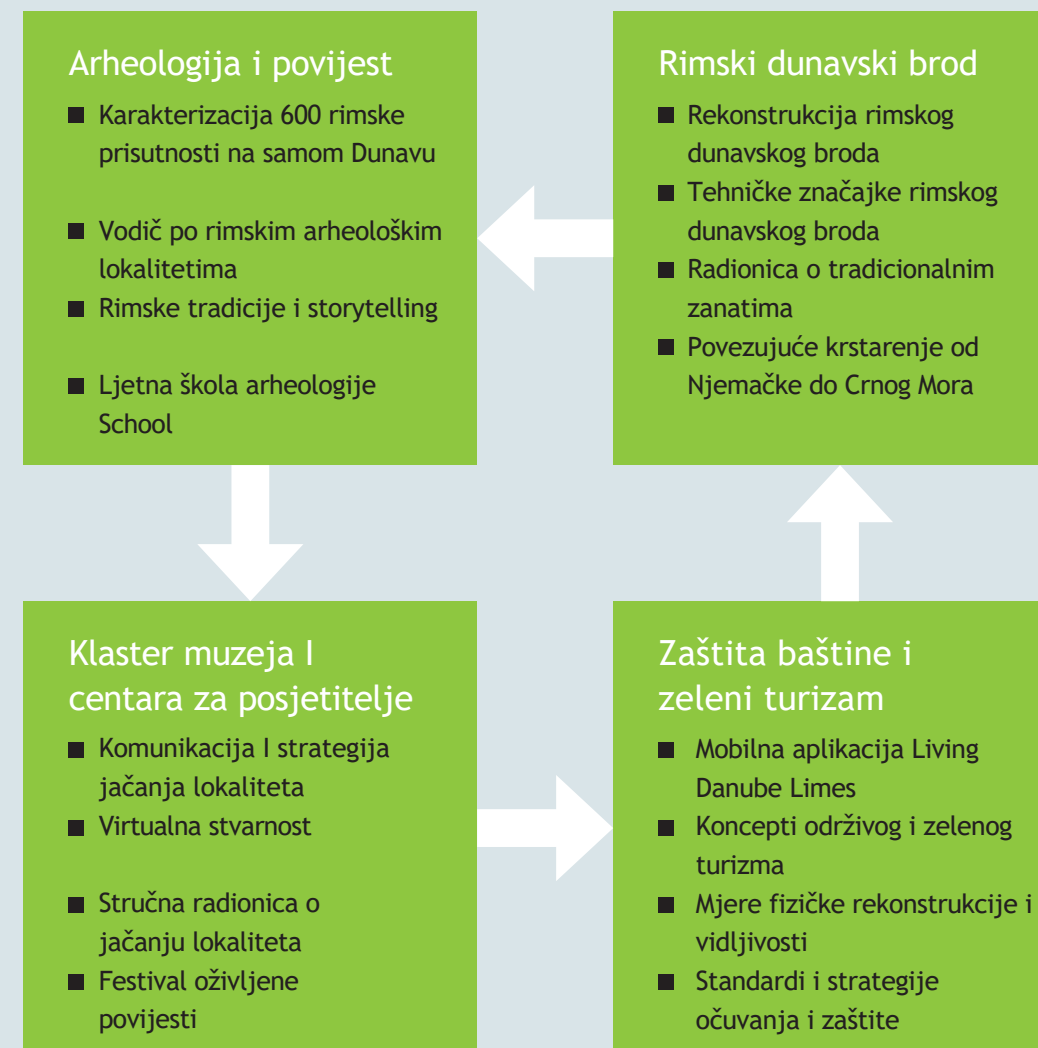 Arheologija i povijest
■ Karakterizacija 600 rimske
prisutnosti na samom Dunavu
■ Vodič po rimskim arheološkim
lokalitetima
■ Rimske tradicije i storytelling
■ Ljetna škola arheologije
School
Rimski dunavski brod
■ Rekonstrukcija rimskog
dunavskog broda
■ Tehničke značajke rimskog
dunavskog broda
■ Radionica o tradicionalnim
zanatima
■ Povezujuće krstarenje od
Njemačke do Crnog Mora
Klaster muzeja I
centara za posjetitelje
■ Komunikacija I strategija
jačanja lokaliteta
■ Virtualna stvarnost
■ Stručna radionica o
jačanju lokaliteta
■ Festival oživljene
povijesti
Zaštita baštine i
zeleni turizam
■ Mobilna aplikacija Living
Danube Limes
■ Koncepti održivog i zelenog
turizma
■ Mjere fizičke rekonstrukcije i
vidljivosti
■ Standardi i strategije
očuvanja i zaštite